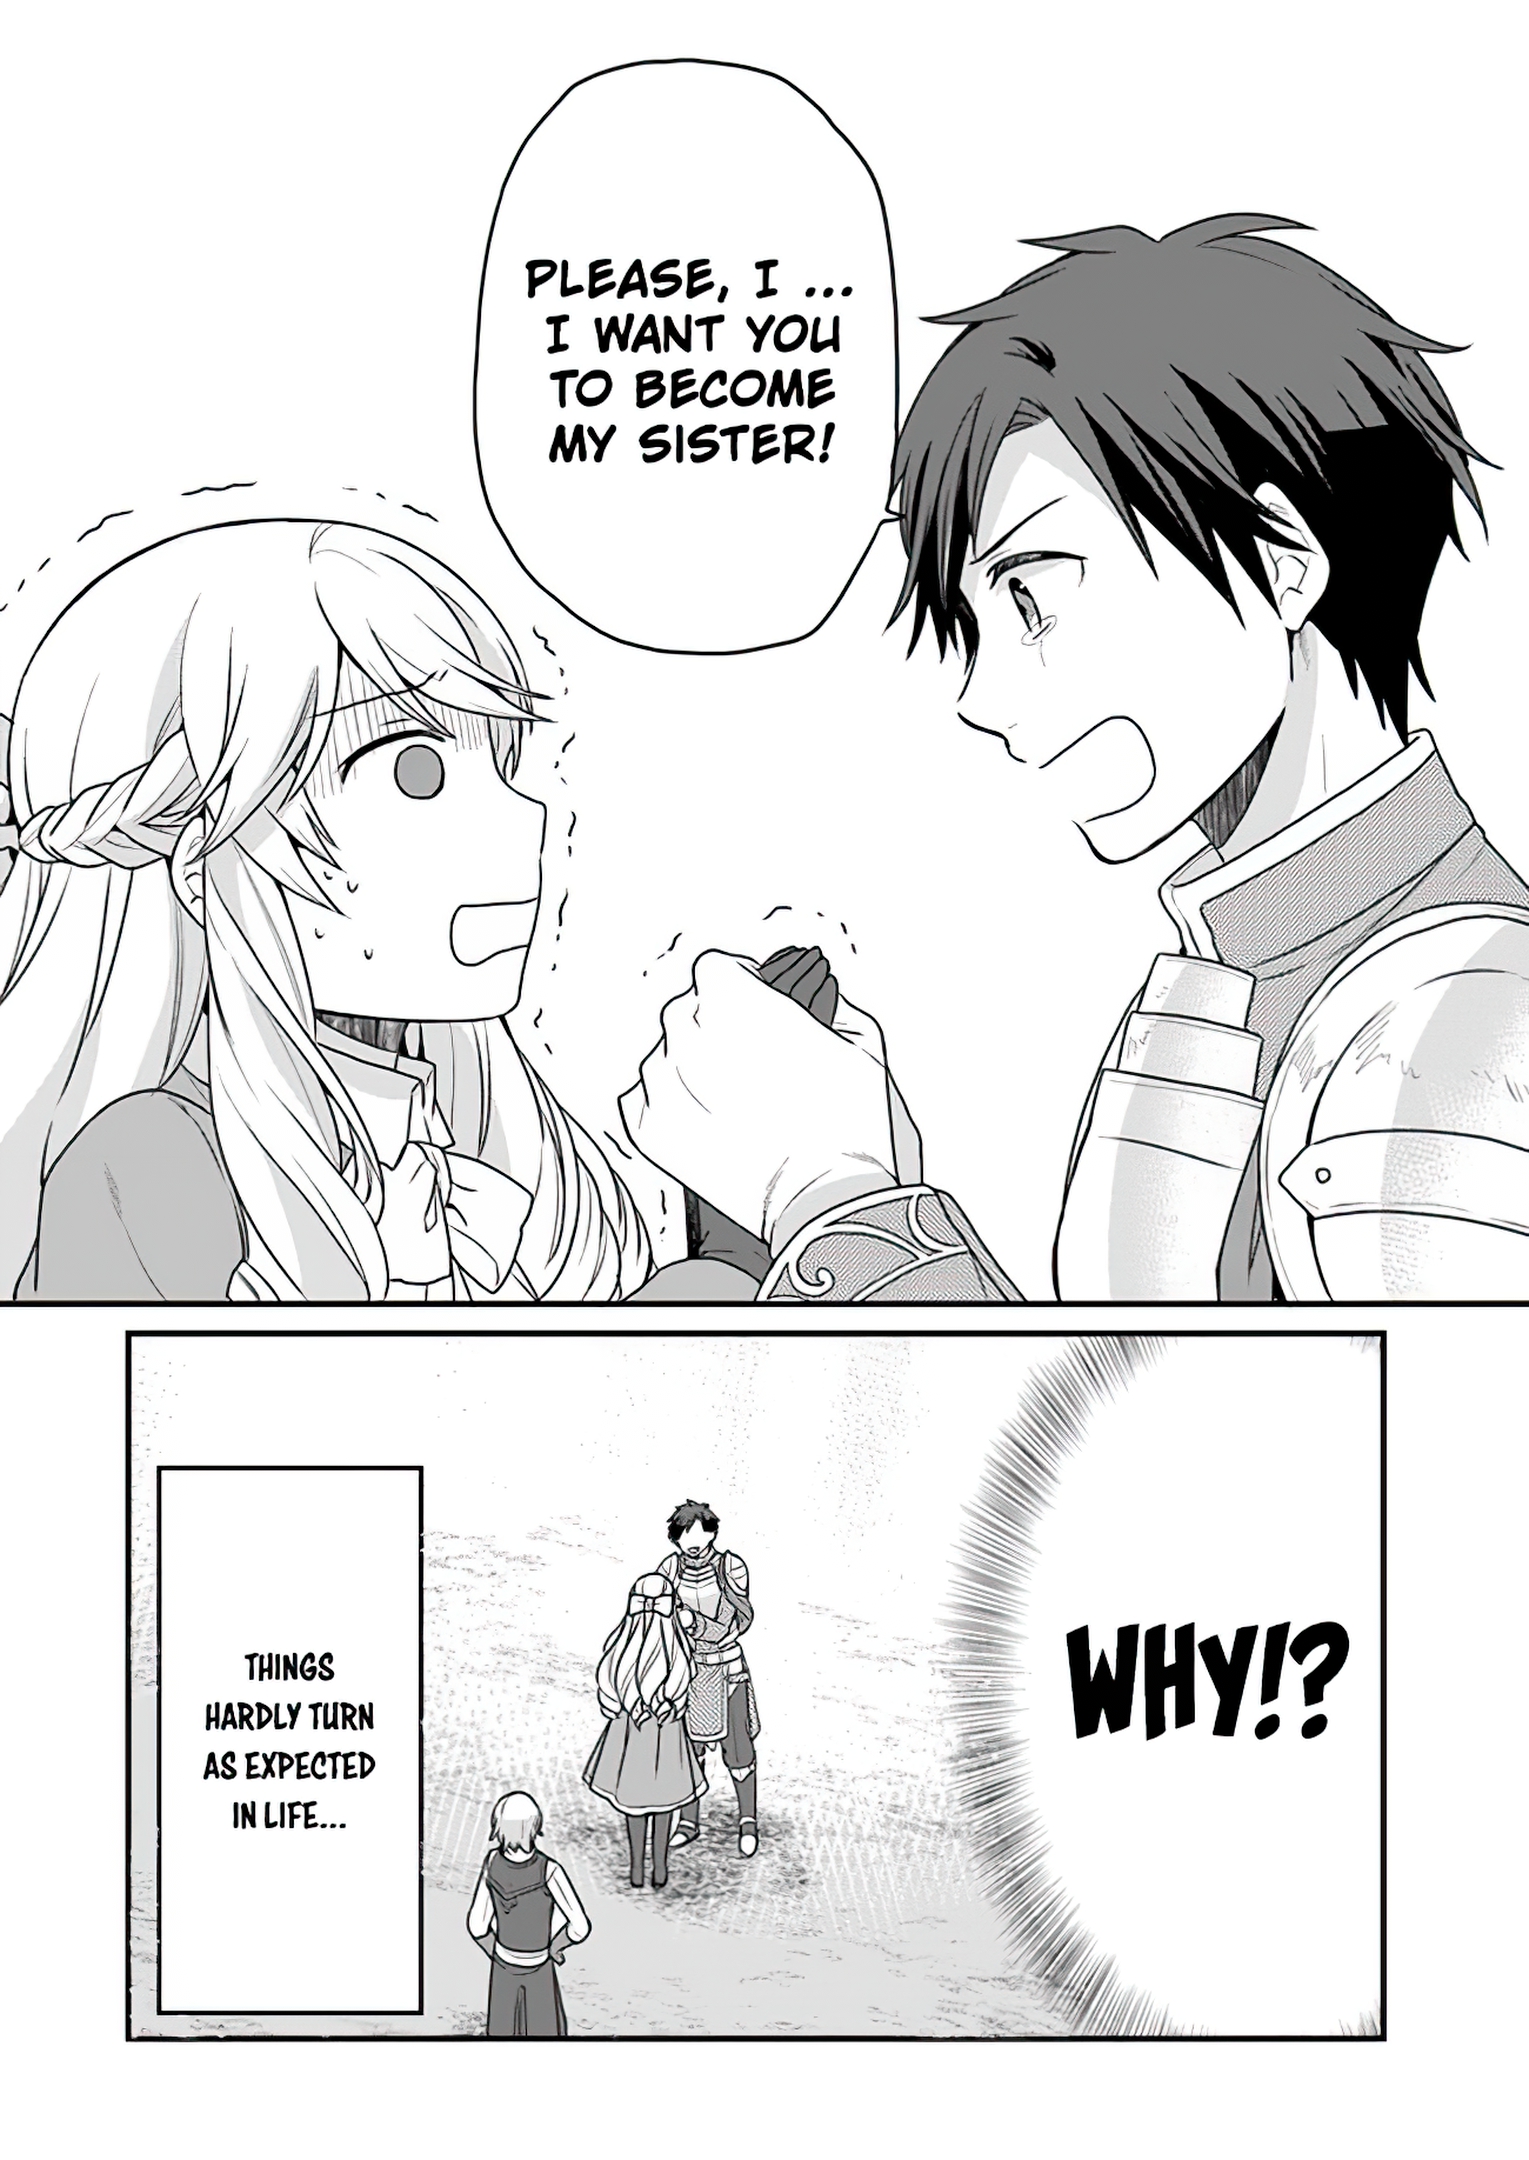 PLEASE, I ...
I WANT YOU
TO BECOME
MY SISTER!
WHY!?
THINGS
HARDLY TURN
AS EXPECTED
IN LIFE...